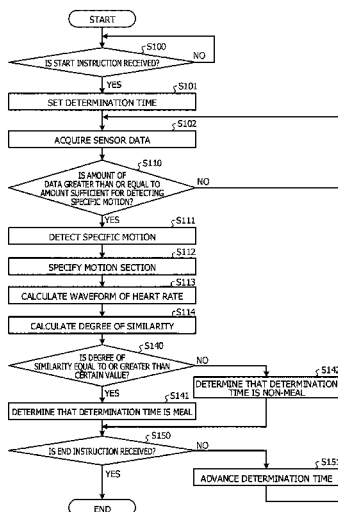 START
S100
IS START INSTRUCTION RECEIVED?
NO
YES
S101
SET DETERMINATION TIME
S102
ACQUIRE SENSOR DATA
S110
IS AMOUNT OF
DATA GREATER THAN OR EQUAL TO
AMOUNT SUFFICIENT FOR DETECTING
SPECIFIC MOTION?
NO
YES
S111
DETECT SPECIFIC MOTION
S112
SPECIFY MOTION SECTION
S113
CALCULATE WAVEFORM OF HEART RATE
S114
CALCULATE DEGREE OF SIMILARITY
S140
IS DEGREE OF
SIMILARITY EQUAL TO OR GREATER THAN
CERTAIN VALUE?
NO
YES
S142
DETERMINE THAT DETERMINATION
TIME IS NON-MEAL
S141
DETERMINE THAT DETERMINATION TIME IS MEAL
S150
IS END INSTRUCTION RECEIVED?
NO
YES
S151
ADVANCE DETERMINATION TIME
END